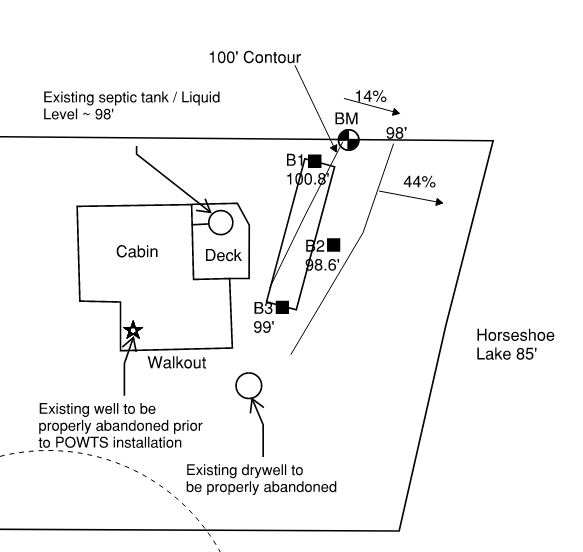 100' Contour
Existing septic tank / Liquid
Level ~ 98'
14%
BM
98'
B1
100.8'
44%
Cabin
Deck
B2
98.6'
B3
99'
Walkout
Horseshoe
Lake 85'
Existing well to be
properly abandoned prior
to POWTS installation
Existing drywell to
be properly abandoned